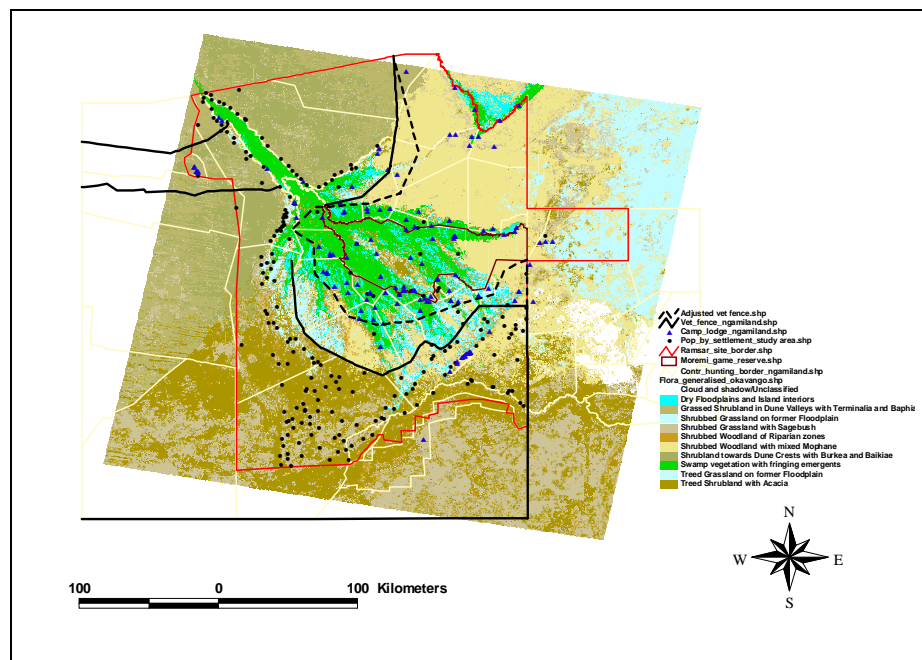 Adjusted vet fence.shp
Vet_fence_ngamiland.shp
Camp_lodge_ngamiland.shp
Pop_by_settlement_study area.shp
Ramsar_site_border.shp
Moremi_game_reserve.shp
Contr_hunting_border_ngamiland.shp
Flora_generalised_okavango.shp
Cloud and shadow/Unclassified
Dry Floodplains and Island interiors
Grassed Shrubland in Dune Valleys with Terminalia and Baphia
Shrubbed Grassland on former Floodplain
Shrubbed Grassland with Sagebush
Shrubbed Woodland of Riparian zones
Shrubbed Woodland with mixed Mophane
Shrubland towards Dune Crests with Burkea and Baikiae
Swamp vegetation with fringing emergents
Treed Grassland on former Floodplain
Treed Shrubland with Acacia
N
W E
S
100 0 100 Kilometers